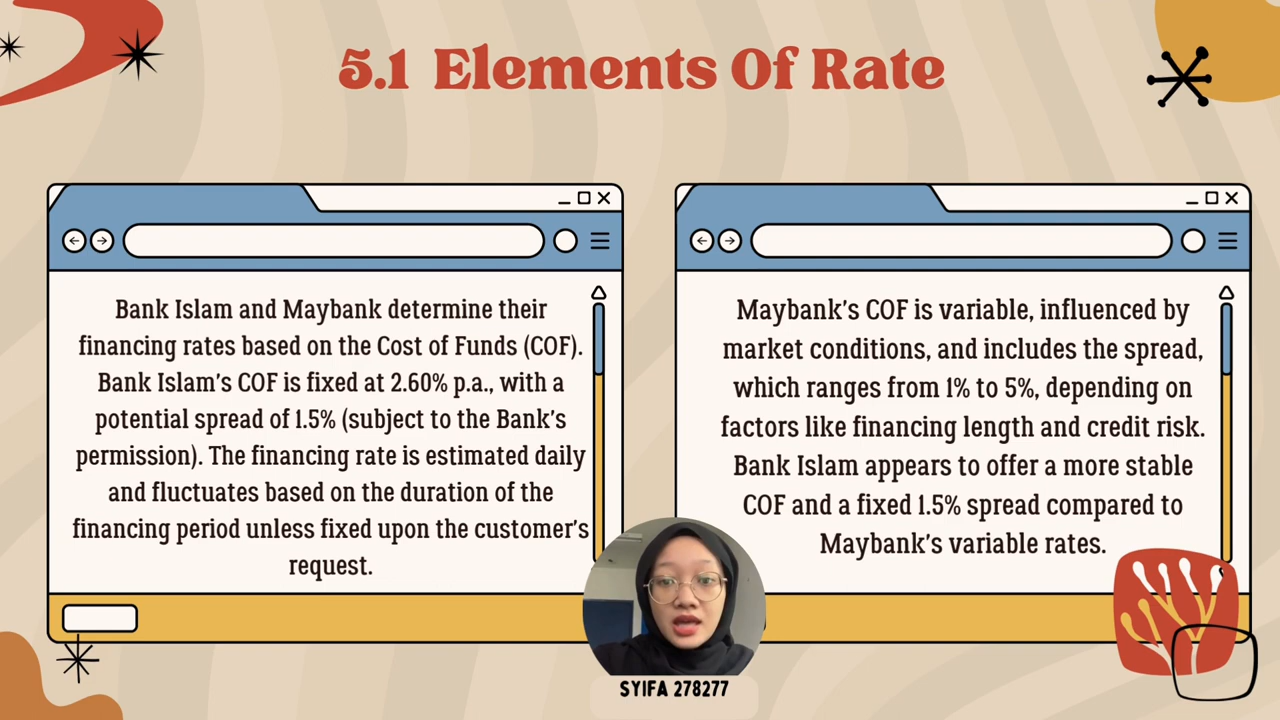 5.1 Elements Of Rate
Bank Islam and Maybank determine their
financing rates based on the Cost of Funds (COF).
Bank Islam's COF is fixed at 2.60% p.a., with a
potential spread of 1.5% (subject to the Bank's
permission). The financing rate is estimated daily
and fluctuates based on the duration of the
financing period unless fixed upon the customer's
request.
Maybank's COF is variable, influenced by
market conditions, and includes the spread,
which ranges from 1% to 5%, depending on
factors like financing length and credit risk.
Bank Islam appears to offer a more stable
COF and a fixed 1.5% spread compared to
Maybank's variable rates.
SYIFA 278277